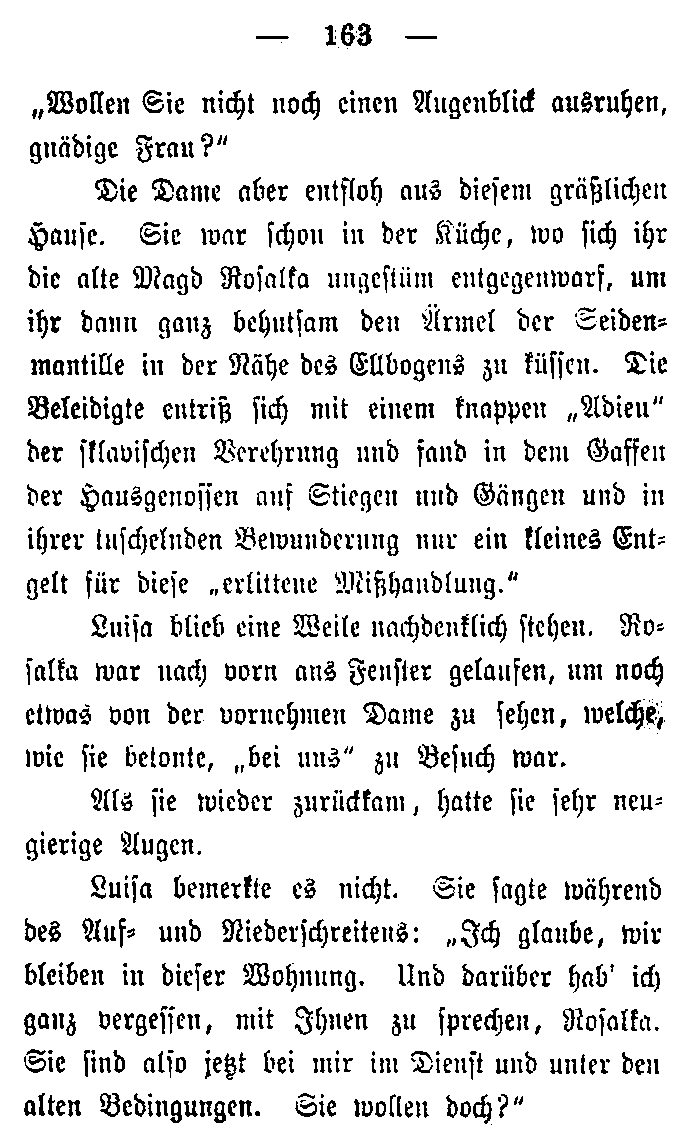 — 163 —
„Wollen Sie nicht noch einen Augenblick ausruhen,
gnädige Frau?“
Die Dame aber entfloh aus diesem gräßlichen
Hause. Sie war schon in der Küche, wo sich ihr
die alte Magd Rosalka ungestüm entgegenwarf, um
ihr dann ganz behutsam den Ärmel der Seiden-
mantille in der Nähe des Ellbogens zu küssen. Die
Beleidigte entriß sich mit einem knappen „Adieu“
der sklavischen Verehrung und fand in dem Gaffen
der Hausgenossen auf Stiegen und Gängen und in
ihrer tuschelnden Bewunderung nur ein kleines Ent-
gelt für diese „erlittene Mißhandlung.“
Luisa blieb eine Weile nachdenklich stehen. Ro-
salka war nach vorn ans Fenster gelaufen, um noch
etwas von der vornehmen Dame zu sehen, welche,
wie sie betonte, „bei uns“ zu Besuch war.
Als sie wieder zurückkam, hatte sie sehr neu-
gierige Augen.
Luisa bemerkte es nicht. Sie sagte während
des Auf- und Niederschreitens: „Ich glaube, wir
bleiben in dieser Wohnung. Und darüber hab' ich
ganz vergessen, mit Ihnen zu sprechen, Rosalka.
Sie sind also jetzt bei mir im Dienst und unter den
alten Bedingungen. Sie wollen doch?“